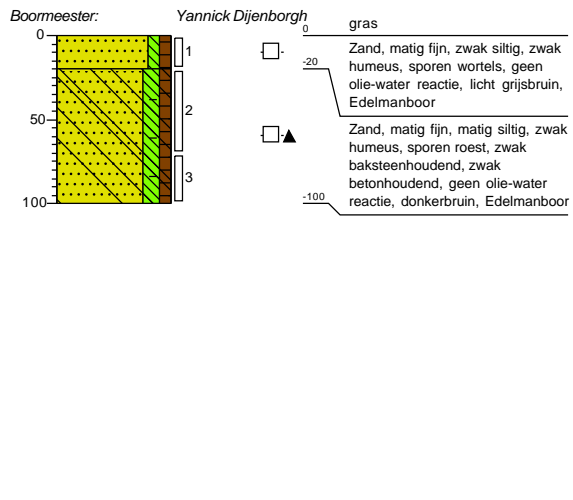 Boormeester: Yannick Dijenborgh
0
50
100
1
2
3
0
gras
-20
Zand, matig fijn, zwak siltig, zwak
humeus, sporen wortels, geen
olie-water reactie, licht grijsbruin,
Edelmanboor
Zand, matig fijn, matig siltig, zwak
humeus, sporen roest, zwak
baksteenhoudend, zwak
betonhoudend, geen olie-water
-100
reactie, donkerbruin, Edelmanboor